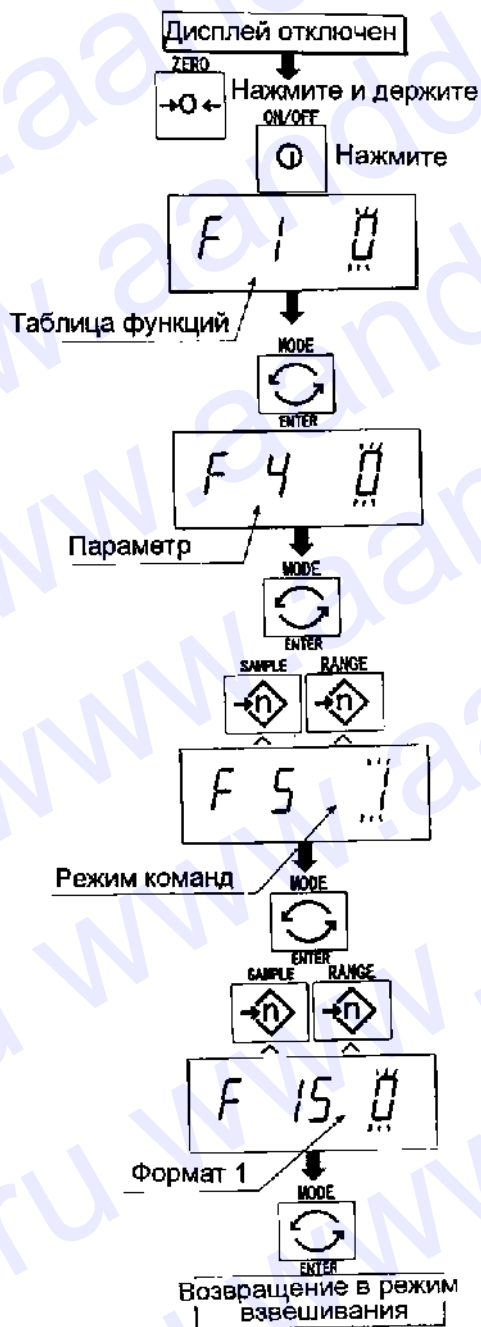 Дисплей отключен
ZERO
→0←
Нажмите и держите
ON/OFF
Нажмите
F 1 0
Таблица функций
MODE
ENTER
F 4 0
Параметр
MODE
ENTER
SAMPLE RANGE
→n →n
F 5 1
Режим команд
MODE
ENTER
SAMPLE RANGE
→n →n
F 15. 0
Формат 1
MODE
ENTER
Возвращение в режим
взвешивания